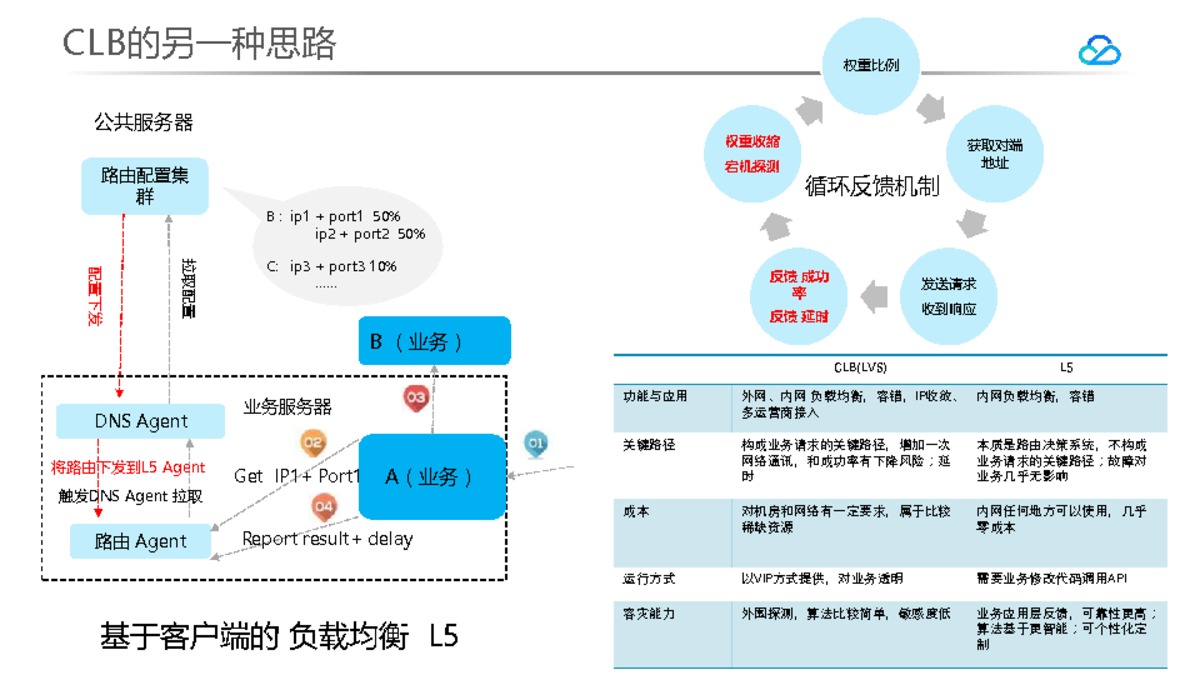 CLB的另一种思路
公共服务器
路由配置集
群
B： ip1 + port1 50%
ip2 + port2 50%
C: ip3 + port3 10%
......
配置下发
拉取配置
B （业务）
业务服务器
DNS Agent
03
02
01
将路由下发到L5 Agent
Get IP1+ Port1
A（业务）
触发DNS Agent 拉取
04
路由 Agent
Report result + delay
基于客户端的 负载均衡 L5
权重比例
获取对端
地址
发送请求
收到响应
反馈 成功
率
反馈 延时
权重收缩
宕机探测
循环反馈机制
CLB(LVS) L5
功能与应用
外网、内网 负载均衡，容错，IP收敛、
多运营商接入
内网负载均衡，容错
关键路径
构成业务请求的关键路径，增加一次
网络通讯，和成功率有下降风险；延
时
本质是路由决策系统，不构成
业务请求的关键路径；故障对
业务几乎无影响
成本
对机房和网络有一定要求，属于比较
稀缺资源
内网任何地方可以使用，几乎
零成本
运行方式
以VIP方式提供，对业务透明
需要业务修改代码调用API
容灾能力
外围探测，算法比较简单，敏感度低
业务应用层反馈，可靠性更高；
算法基于更智能；可个性化定
制